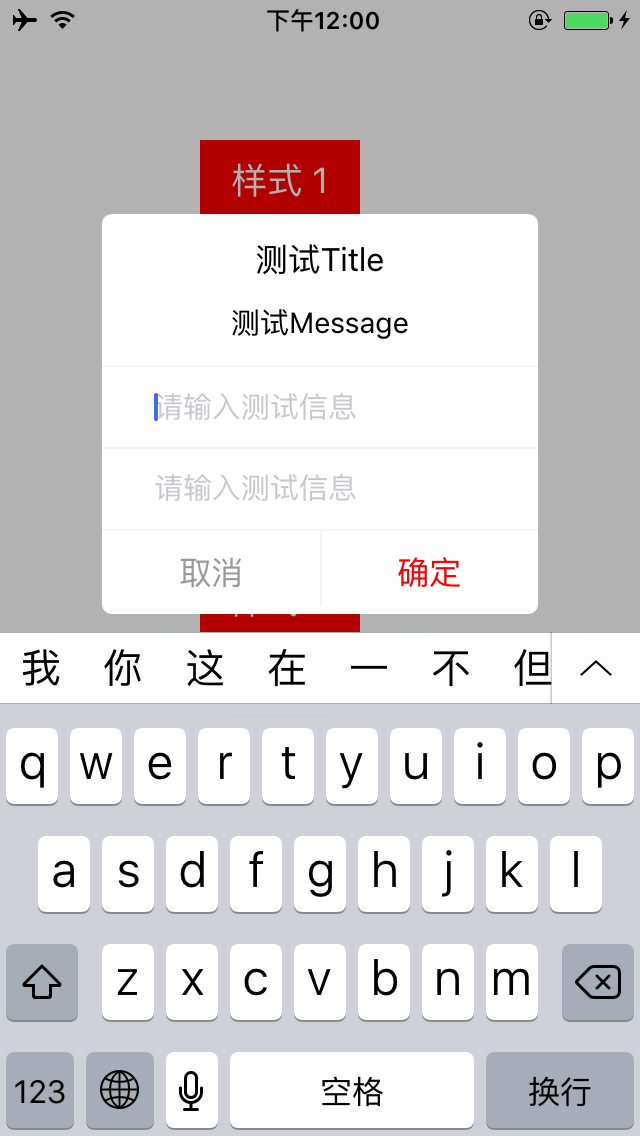 下午12:00
样式 1
测试Title
测试Message
请输入测试信息
请输入测试信息
取消 确定
我 你 这 在 一 不 但
q w e r t y u i o p
a s d f g h j k l
z x c v b n m
123 空格 换行